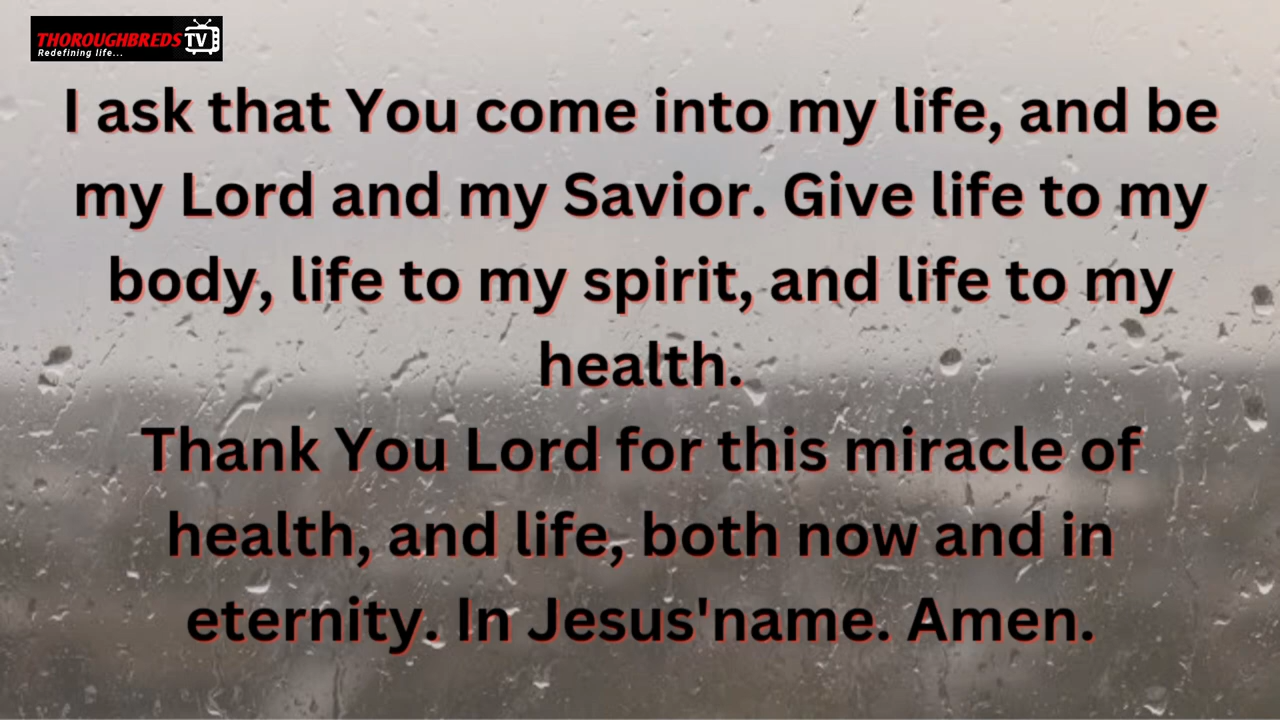 THOROUGHBREDS TV
Redefining life...
I ask that You come into my life, and be
my Lord and my Savior. Give life to my
body, life to my spirit, and life to my
health.
Thank You Lord for this miracle of
health, and life, both now and in
eternity. In Jesus'name. Amen.